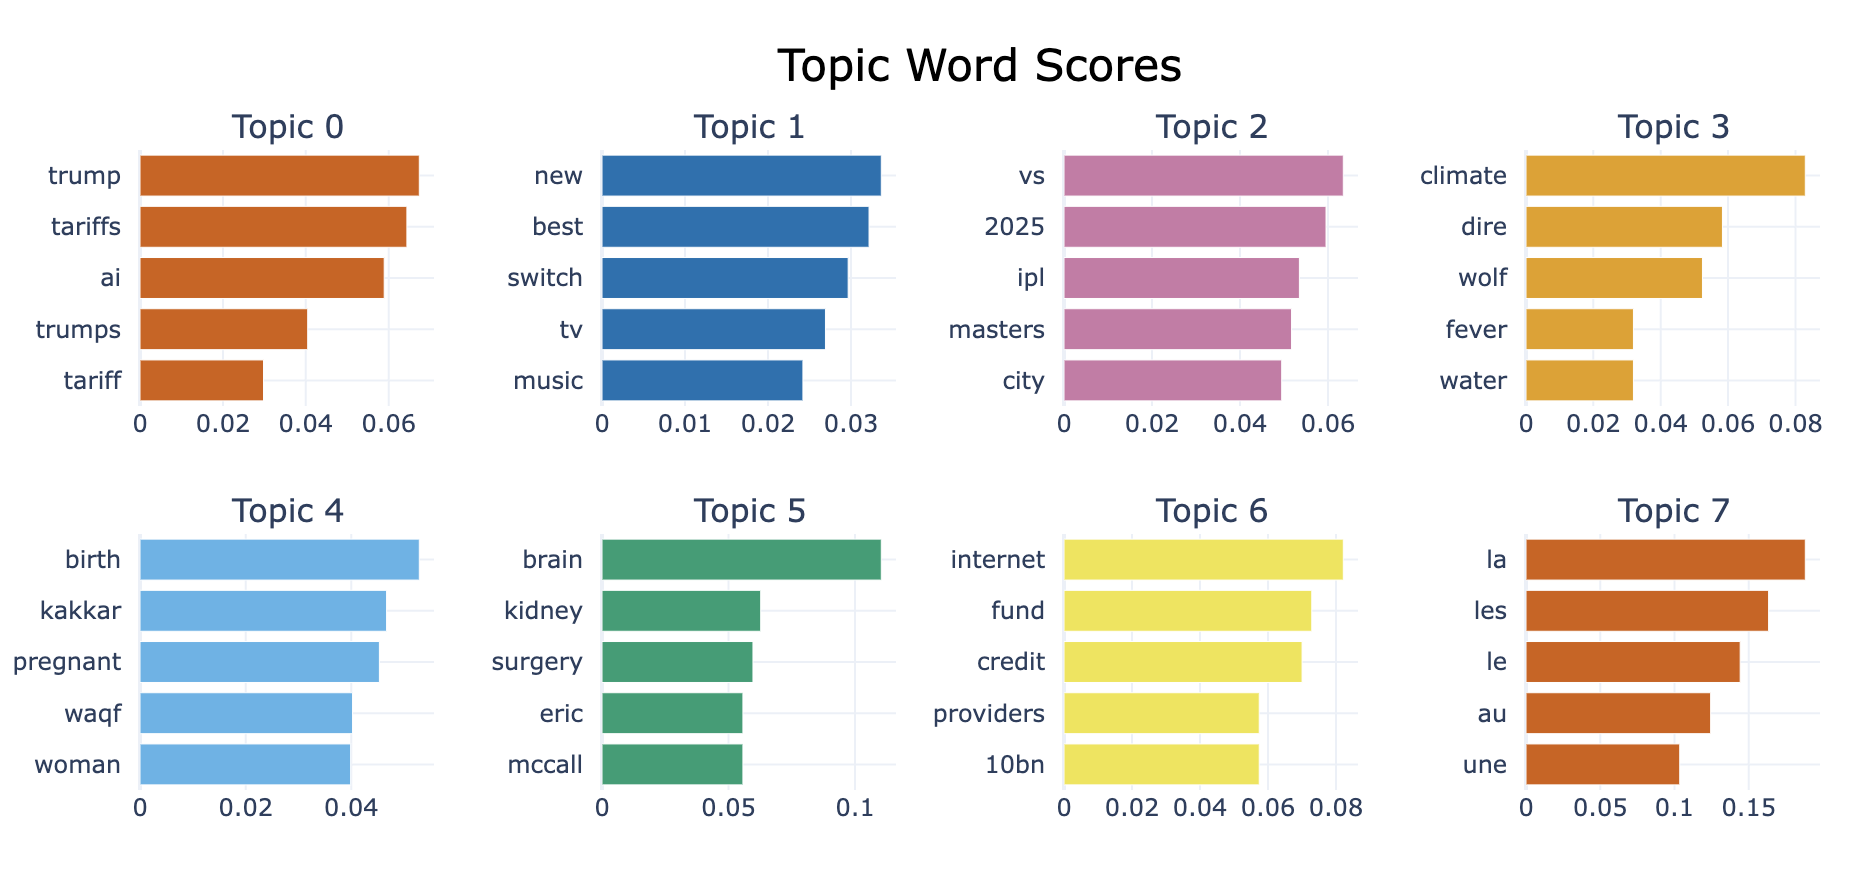 Topic Word Scores
Topic 0
trump
tariffs
ai
trumps
tariff
0 0.02 0.04 0.06
Topic 1
new
best
switch
tv
music
0 0.01 0.02 0.03
Topic 2
vs
2025
ipl
masters
city
0 0.02 0.04 0.06
Topic 3
climate
dire
wolf
fever
water
0 0.02 0.04 0.06 0.08
Topic 4
birth
kakkar
pregnant
waqf
woman
0 0.02 0.04
Topic 5
brain
kidney
surgery
eric
mccall
0 0.05 0.1
Topic 6
internet
fund
credit
providers
10bn
0 0.02 0.04 0.06 0.08
Topic 7
la
les
le
au
une
0 0.05 0.1 0.15